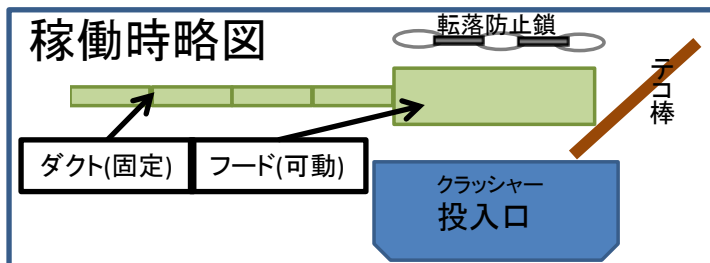 稼働時略図
転落防止鎖
テコ棒
ダクト(固定)
フード(可動)
クラッシャー
投入口